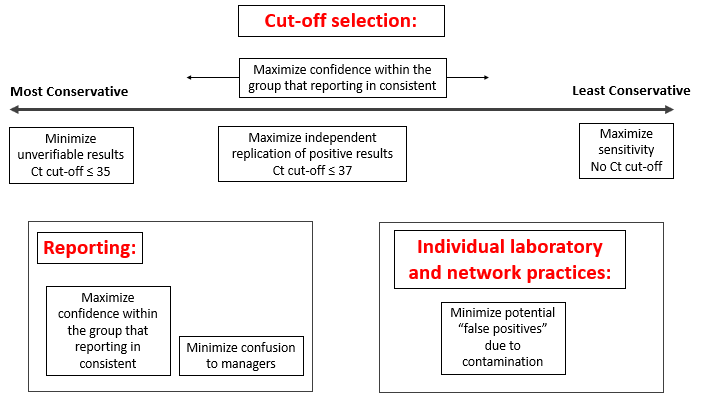 Cut-off selection:
Maximize confidence within the
group that reporting in consistent
Most Conservative
Least Conservative
Minimize
unverifiable results
Ct cut-off ≤ 35
Maximize independent
replication of positive results
Ct cut-off ≤ 37
Maximize
sensitivity
No Ct cut-off
Reporting:
Maximize
confidence within
the group that
reporting in
consistent
Minimize confusion
to managers
Individual laboratory
and network practices:
Minimize potential
“false positives”
due to
contamination